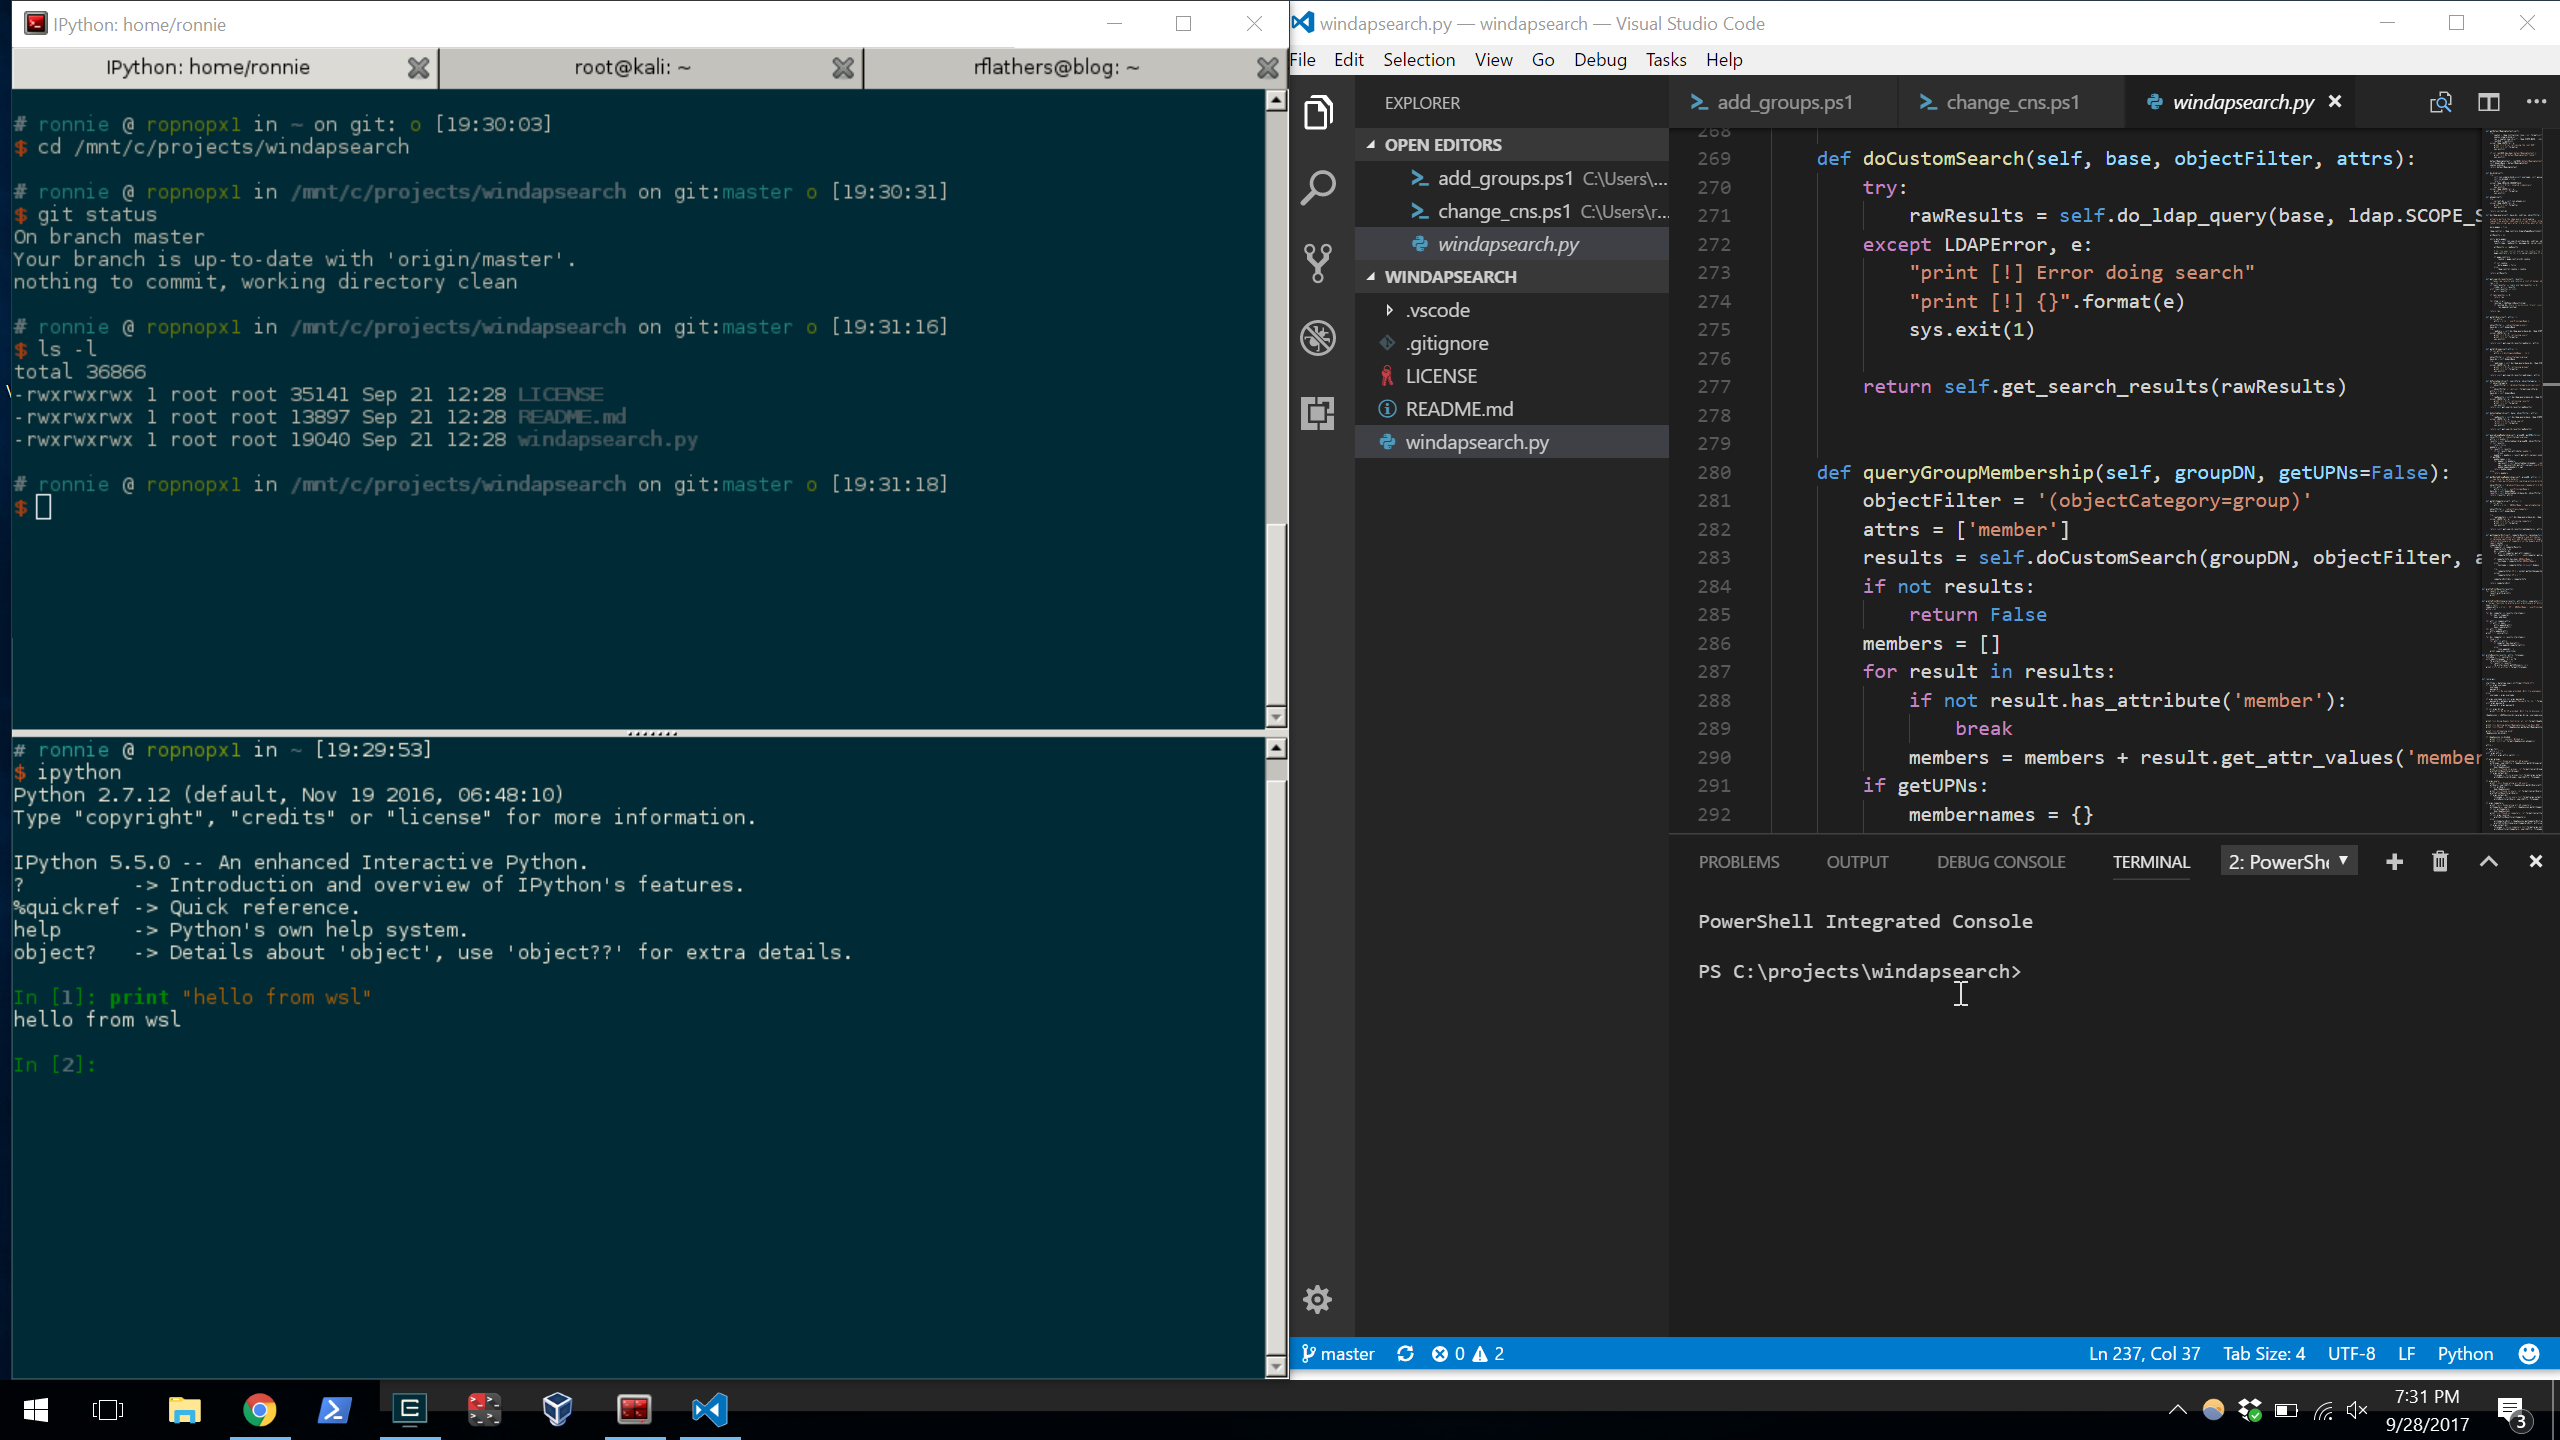 IPython: home/ronnie
IPython: home/ronnie
root@kali: ~
rflathers@blog: ~
# ronnie @ ropnopxl in ~ on git: o [19:30:03]
$ cd /mnt/c/projects/windapsearch
# ronnie @ ropnopxl in /mnt/c/projects/windapsearch on git:master o [19:30:31]
$ git status
On branch master
Your branch is up-to-date with 'origin/master'.
nothing to commit, working directory clean
# ronnie @ ropnopxl in /mnt/c/projects/windapsearch on git:master o [19:31:16]
$ ls -l
total 36866
-rwxrwxrwx 1 root root 35141 Sep 21 12:28 LICENSE
-rwxrwxrwx 1 root root 13897 Sep 21 12:28 README.md
-rwxrwxrwx 1 root root 19040 Sep 21 12:28 windapsearch.py
# ronnie @ ropnopxl in /mnt/c/projects/windapsearch on git:master o [19:31:18]
$
# ronnie @ ropnopxl in ~ [19:29:53]
$ ipython
Python 2.7.12 (default, Nov 19 2016, 06:48:10)
Type "copyright", "credits" or "license" for more information.
IPython 5.5.0 -- An enhanced Interactive Python.
?         -> Introduction and overview of IPython's features.
%quickref -> Quick reference.
help      -> Python's own help system.
object?   -> Details about 'object', use 'object??' for extra details.
In [1]: print "hello from wsl"
hello from wsl
In [2]:
windapsearch.py — windapsearch — Visual Studio Code
File Edit Selection View Go Debug Tasks Help
EXPLORER
OPEN EDITORS
add_groups.ps1 C:\Users\...
change_cns.ps1 C:\Users\r...
windapsearch.py
WINDAPSEARCH
.vscode
.gitignore
LICENSE
README.md
windapsearch.py
add_groups.ps1
change_cns.ps1
windapsearch.py
268
269 def doCustomSearch(self, base, objectFilter, attrs):
270 try:
271 rawResults = self.do_ldap_query(base, ldap.SCOPE_S
272 except LDAPError, e:
273 "print [!] Error doing search"
274 "print [!] {}".format(e)
275 sys.exit(1)
276
277 return self.get_search_results(rawResults)
278
279
280 def queryGroupMembership(self, groupDN, getUPNs=False):
281 objectFilter = '(objectCategory=group)'
282 attrs = ['member']
283 results = self.doCustomSearch(groupDN, objectFilter, a
284 if not results:
285 return False
286 members = []
287 for result in results:
288 if not result.has_attribute('member'):
289 break
290 members = members + result.get_attr_values('member
291 if getUPNs:
292 membernames = {}
PROBLEMS OUTPUT DEBUG CONSOLE TERMINAL 2: PowerShe
PowerShell Integrated Console
PS C:\projects\windapsearch>
master 0 2
Ln 237, Col 37 Tab Size: 4 UTF-8 LF Python
7:31 PM
9/28/2017
3